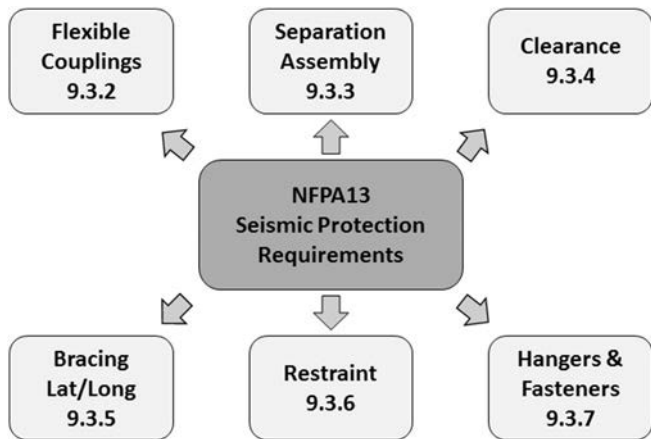 Flexible
Couplings
9.3.2
Separation
Assembly
9.3.3
Clearance
9.3.4
NFPA13
Seismic Protection
Requirements
Bracing
Lat/Long
9.3.5
Restraint
9.3.6
Hangers &
Fasteners
9.3.7